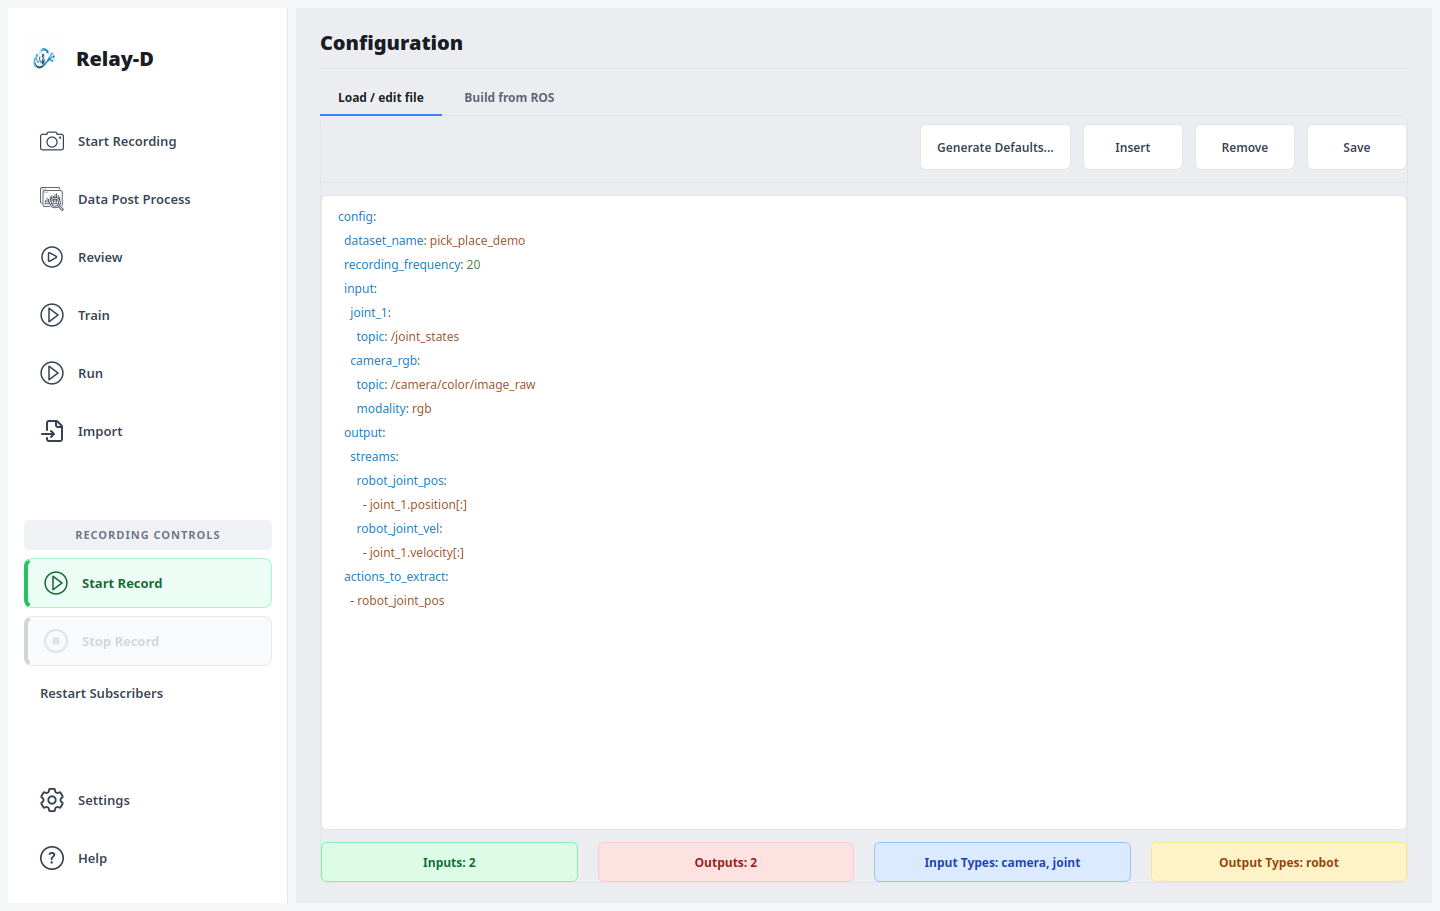 Relay-D
Start Recording
Data Post Process
Review
Train
Run
Import
RECORDING CONTROLS
Start Record
Stop Record
Restart Subscribers
Settings
Help
Configuration
Load / edit file
Build from ROS
Generate Defaults...
Insert
Remove
Save
config:
  dataset_name: pick_place_demo
  recording_frequency: 20
  input:
    joint_1:
      topic: /joint_states
    camera_rgb:
      topic: /camera/color/image_raw
      modality: rgb
  output:
    streams:
      robot_joint_pos:
        - joint_1.position[:]
      robot_joint_vel:
        - joint_1.velocity[:]
  actions_to_extract:
    - robot_joint_pos
Inputs: 2
Outputs: 2
Input Types: camera, joint
Output Types: robot